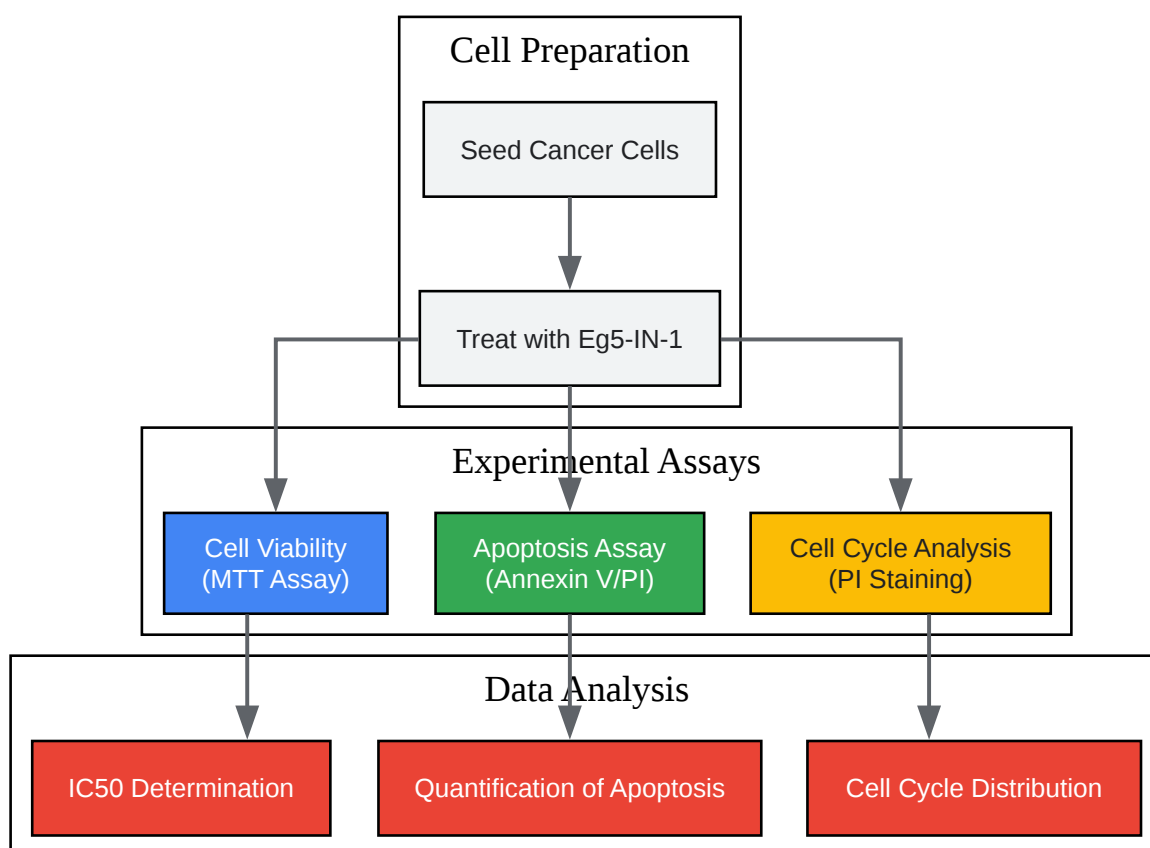 Cell Preparation
Seed Cancer Cells
Treat with Eg5-IN-1
Experimental Assays
Cell Viability
(MTT Assay)
Apoptosis Assay
(Annexin V/PI)
Cell Cycle Analysis
(PI Staining)
Data Analysis
IC50 Determination
Quantification of Apoptosis
Cell Cycle Distribution